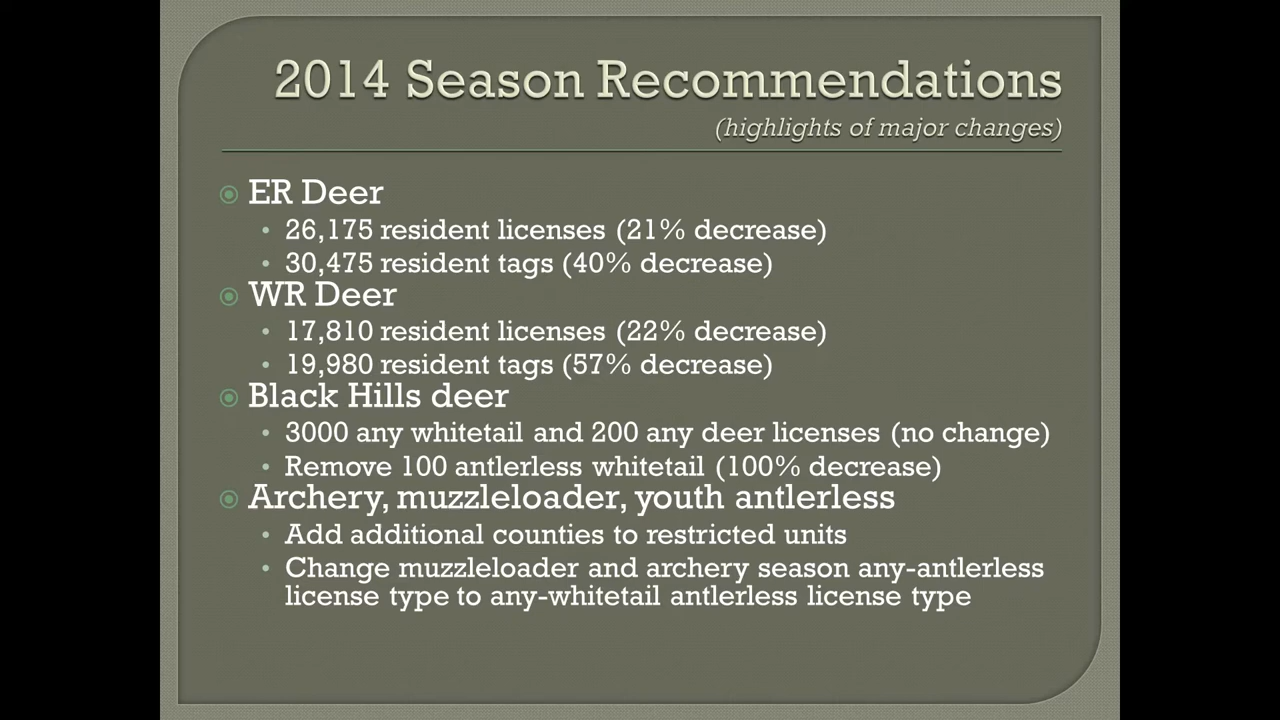 2014 Season Recommendations
(highlights of major changes)
ER Deer
26,175 resident licenses (21% decrease)
30,475 resident tags (40% decrease)
WR Deer
17,810 resident licenses (22% decrease)
19,980 resident tags (57% decrease)
Black Hills deer
3000 any whitetail and 200 any deer licenses (no change)
Remove 100 antlerless whitetail (100% decrease)
Archery, muzzleloader, youth antlerless
Add additional counties to restricted units
Change muzzleloader and archery season any-antlerless
license type to any-whitetail antlerless license type